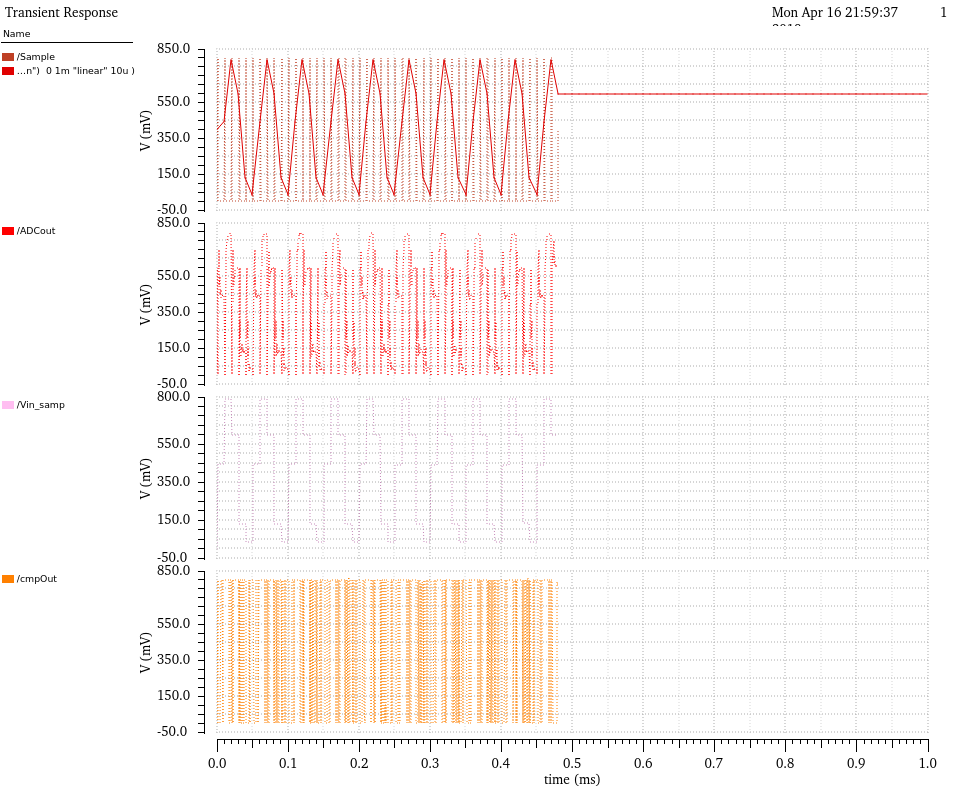 Transient Response
Mon Apr 16 21:59:37 1
Name
/Sample
...n") 0 1m "linear" 10u )
850.0
550.0
350.0
150.0
-50.0
V (mV)
/ADCout
850.0
550.0
350.0
150.0
-50.0
V (mV)
/Vin_samp
800.0
550.0
350.0
150.0
-50.0
V (mV)
/cmpOut
850.0
550.0
350.0
150.0
-50.0
V (mV)
0.0 0.1 0.2 0.3 0.4 0.5 0.6 0.7 0.8 0.9 1.0
time (ms)